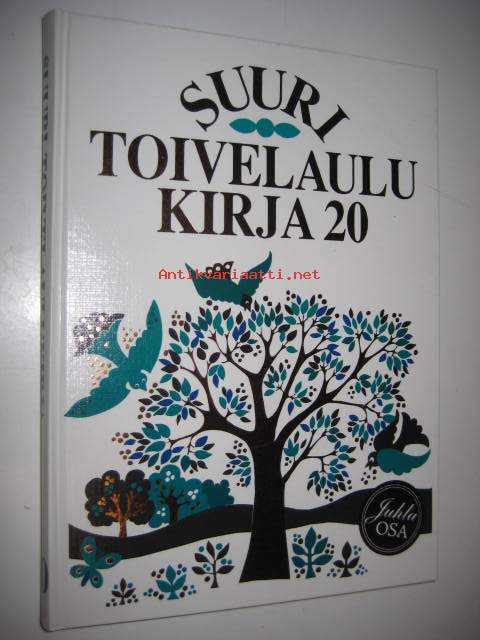 SUURI
TOIVELAULU
KIRJA 20
Antikvariaatti.net
Juhla
OSA